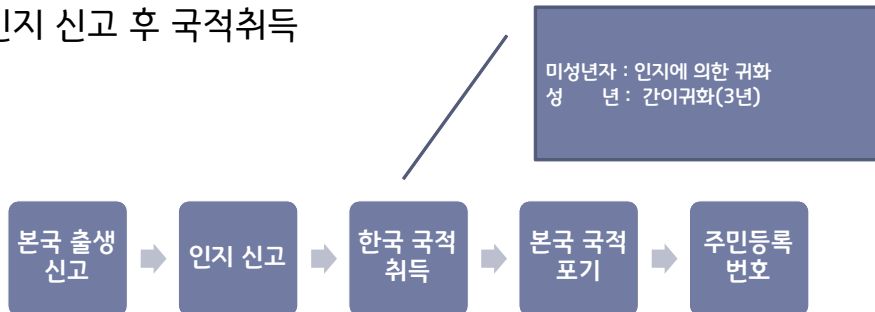 인지 신고 후 국적취득
미성년자 : 인지에 의한 귀화
성 년 : 간이귀화(3년)
본국 출생
신고
인지 신고
한국 국적
취득
본국 국적
포기
주민등록
번호